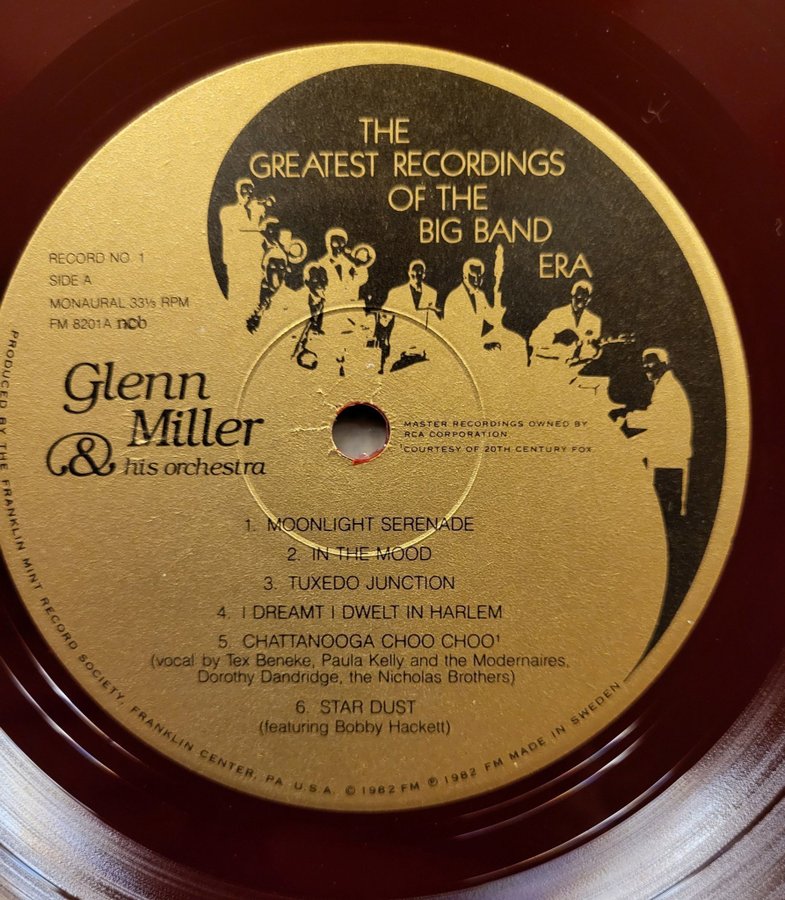 THE
GREATEST RECORDINGS
OF THE
BIG BAND
ERA
RECORD NO. 1
SIDE A
MONAURAL 33⅓ RPM
FM 8201A ncb
Glenn
Miller
& his orchestra
MASTER RECORDINGS OWNED BY
RCA CORPORATION
¹COURTESY OF 20TH CENTURY FOX
1. MOONLIGHT SERENADE
2. IN THE MOOD
3. TUXEDO JUNCTION
4. I DREAMT I DWELT IN HARLEM
5. CHATTANOOGA CHOO CHOO¹
(vocal by Tex Beneke, Paula Kelly and the Modernaires,
Dorothy Dandridge, the Nicholas Brothers)
6. STAR DUST
(featuring Bobby Hackett)
PRODUCED BY THE FRANKLIN MINT RECORD SOCIETY, FRANKLIN CENTER, PA U.S.A. © 1982 FM ℗ 1982 FM MADE IN SWEDEN